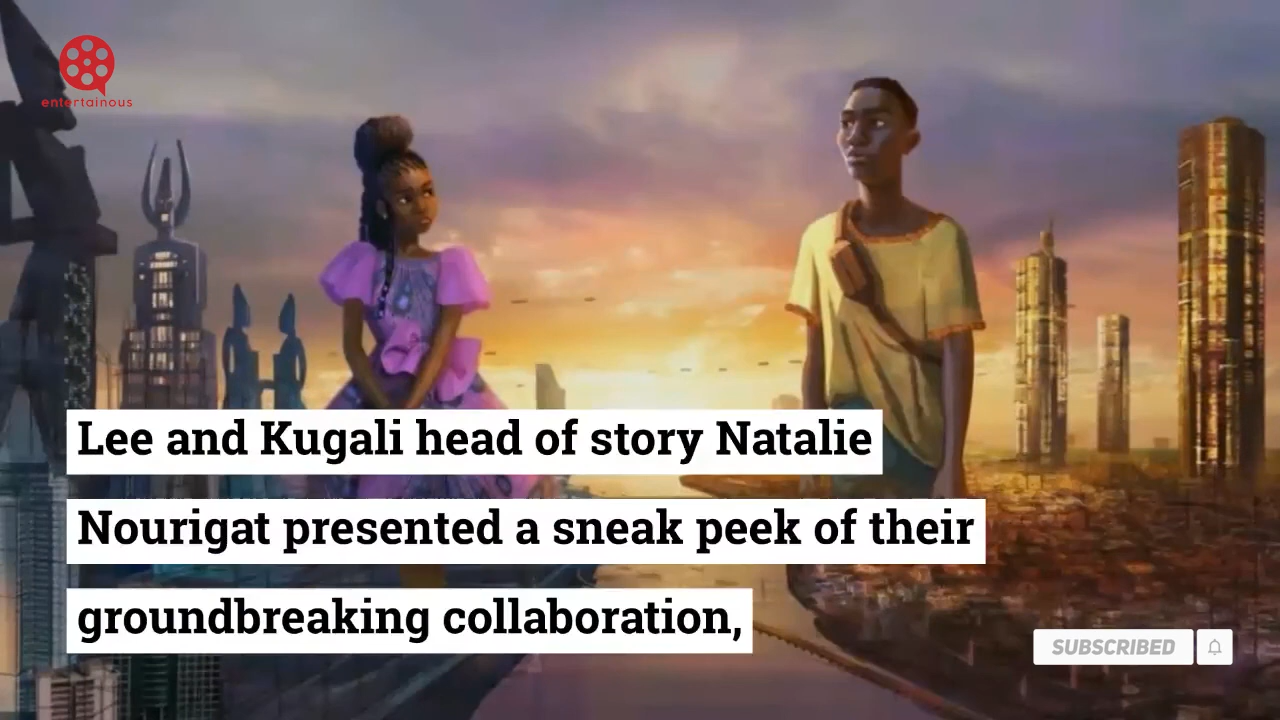 entertainous
Lee and Kugali head of story Natalie
Nourigat presented a sneak peek of their
groundbreaking collaboration,
SUBSCRIBED